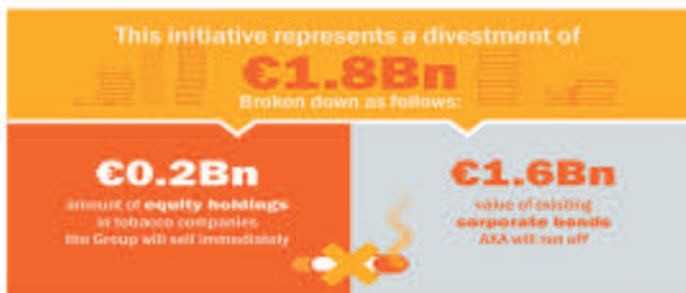 This initiative represents a divestment of
€1.8Bn
Broken down as follows:
€0.2Bn
amount of equity holdings
in tobacco companies
the Group will sell immediately
€1.6Bn
value of existing
corporate bonds
AXA will run off